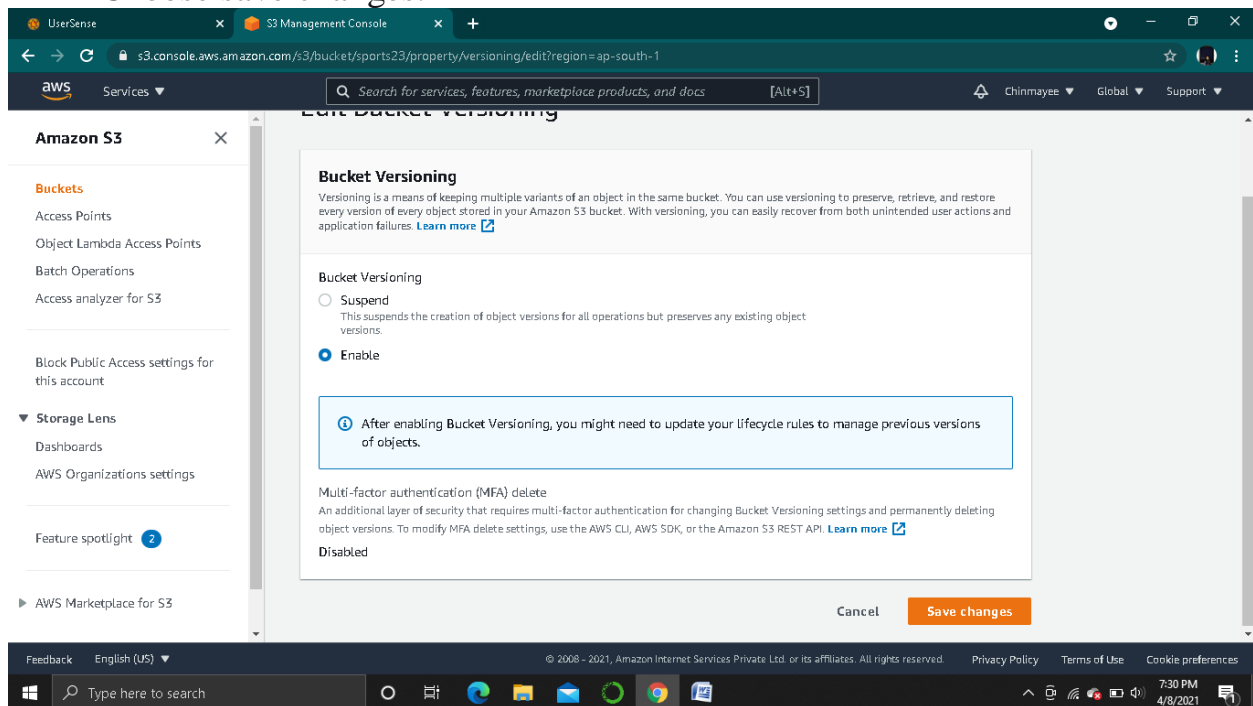 Choose save changes.
UserSense
S3 Management Console
s3.console.aws.amazon.com/s3/bucket/sports23/property/versioning/edit?region=ap-south-1
aws
Services
Search for services, features, marketplace products, and docs
[Alt+S]
Chinmayee
Global
Support
Amazon S3
Buckets
Access Points
Object Lambda Access Points
Batch Operations
Access analyzer for S3
Block Public Access settings for
this account
Storage Lens
Dashboards
AWS Organizations settings
Feature spotlight 2
AWS Marketplace for S3
Edit Bucket Versioning
Bucket Versioning
Versioning is a means of keeping multiple variants of an object in the same bucket. You can use versioning to preserve, retrieve, and restore
every version of every object stored in your Amazon S3 bucket. With versioning, you can easily recover from both unintended user actions and
application failures. Learn more
Bucket Versioning
Suspend
This suspends the creation of object versions for all operations but preserves any existing object
versions.
Enable
After enabling Bucket Versioning, you might need to update your lifecycle rules to manage previous versions
of objects.
Multi-factor authentication (MFA) delete
An additional layer of security that requires multi-factor authentication for changing Bucket Versioning settings and permanently deleting
object versions. To modify MFA delete settings, use the AWS CLI, AWS SDK, or the Amazon S3 REST API. Learn more
Disabled
Cancel
Save changes
Feedback
English (US)
© 2008 - 2021, Amazon Internet Services Private Ltd. or its affiliates. All rights reserved.
Privacy Policy
Terms of Use
Cookie preferences
Type here to search
7:30 PM
4/8/2021
1